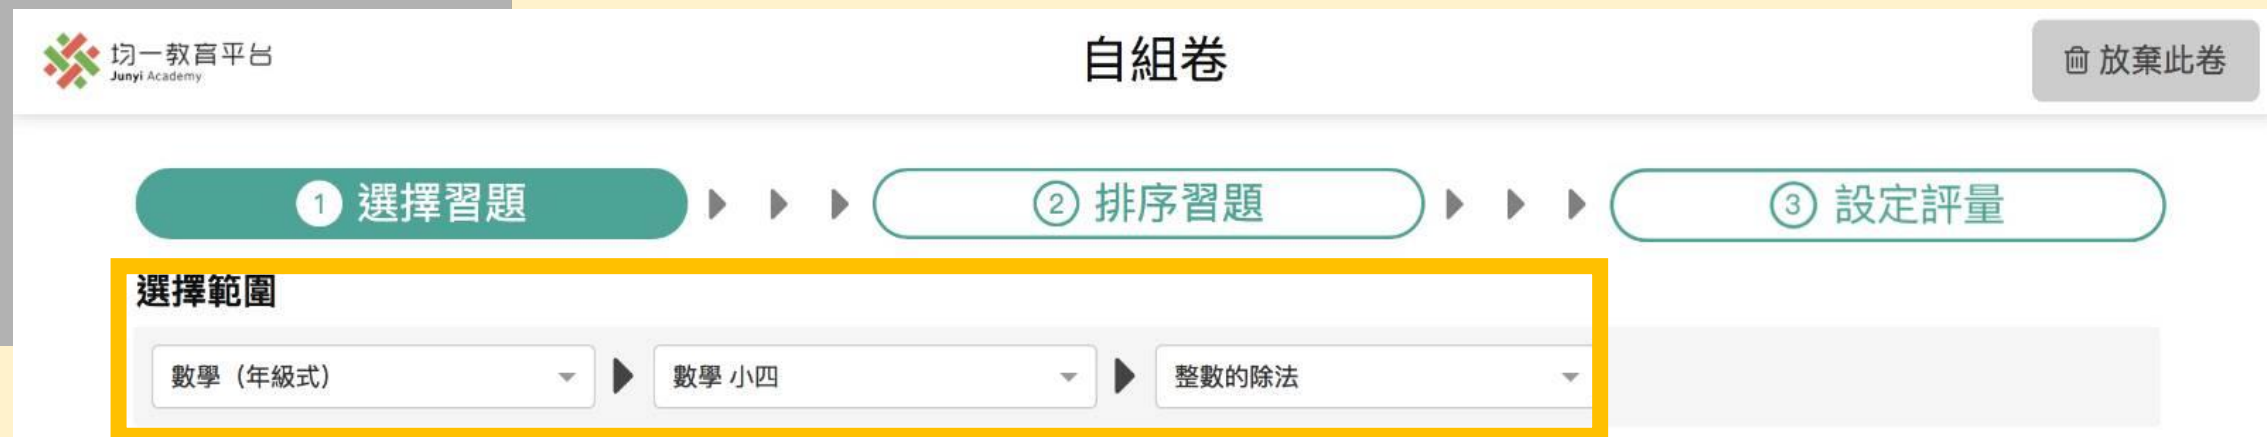 均一教育平台
Junyi Academy
自組卷
放棄此卷
1 選擇習題
2 排序習題
3 設定評量
選擇範圍
數學（年級式）
數學 小四
整數的除法